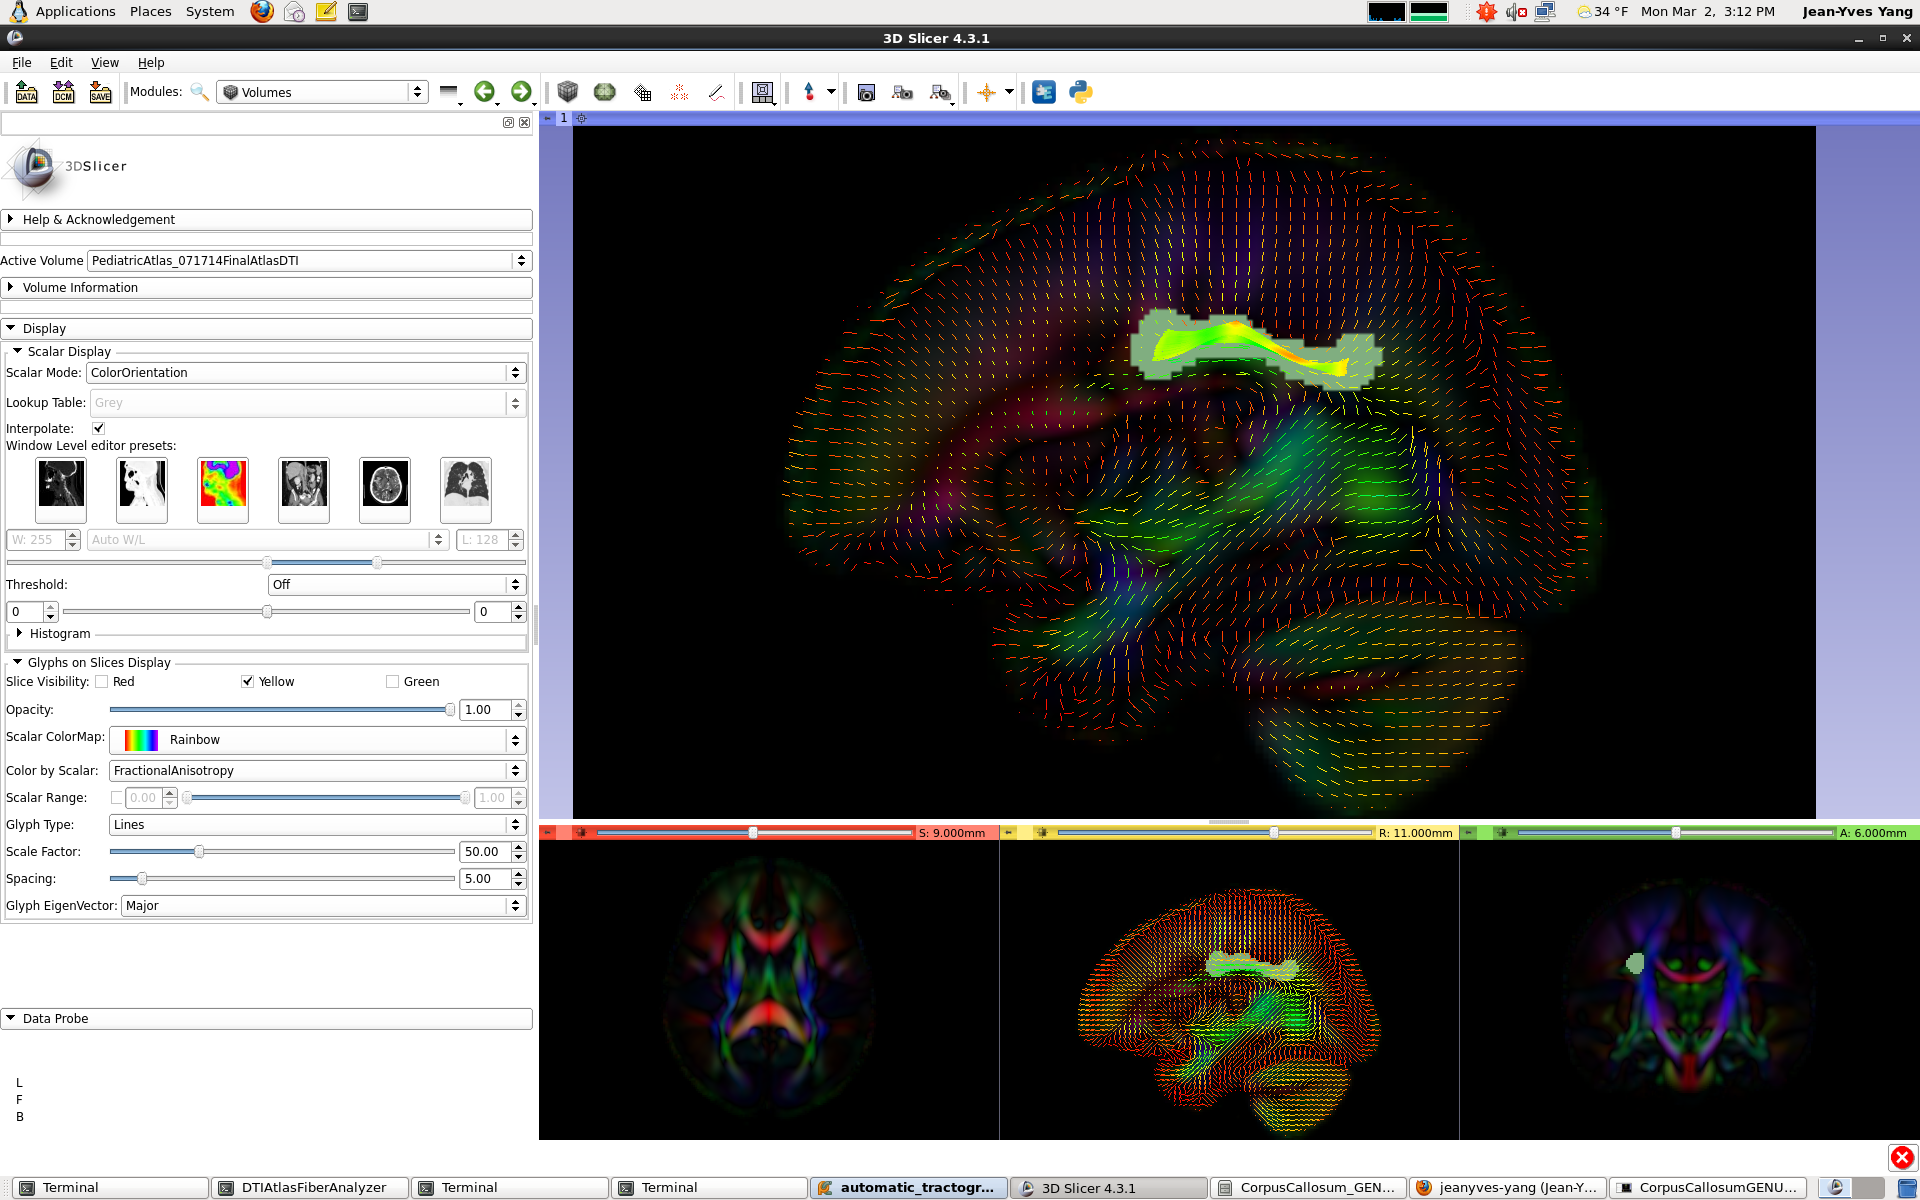 Applications Places System 34 °F Mon Mar 2, 3:12 PM Jean-Yves Yang
3D Slicer 4.3.1
File Edit View Help
DATA DCM SAVE Modules: Volumes
1
3DSlicer
Help & Acknowledgement
Active Volume PediatricAtlas_071714FinalAtlasDTI
Volume Information
Display
Scalar Display
Scalar Mode: ColorOrientation
Lookup Table: Grey
Interpolate:
Window Level editor presets:
W: 255 Auto W/L L: 128
Threshold: Off
0 0
Histogram
Glyphs on Slices Display
Slice Visibility: Red Yellow Green
Opacity: 1.00
Scalar ColorMap: Rainbow
Color by Scalar: FractionalAnisotropy
Scalar Range: 0.00 1.00
Glyph Type: Lines
Scale Factor: 50.00
Spacing: 5.00
Glyph EigenVector: Major
S: 9.000mm R: 11.000mm A: 6.000mm
Data Probe
L
F
B
Terminal DTIAtlasFiberAnalyzer Terminal Terminal automatic_tractogr... 3D Slicer 4.3.1 CorpusCallosum_GEN... jeanyves-yang (Jean-Y... CorpusCallosumGENU...